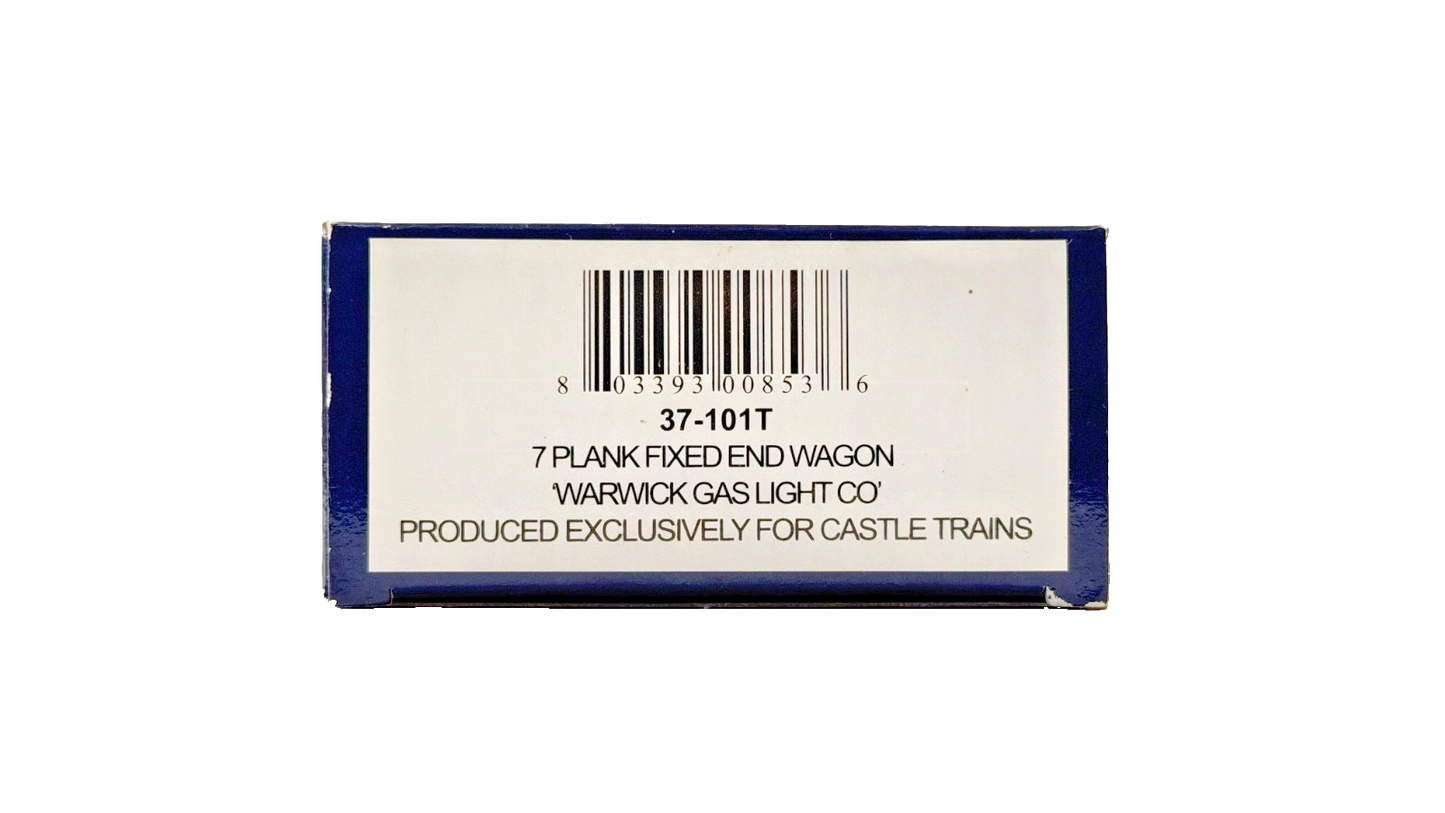 8 03393 00853 6
37-101T
7 PLANK FIXED END WAGON
‘WARWICK GAS LIGHT CO’
PRODUCED EXCLUSIVELY FOR CASTLE TRAINS